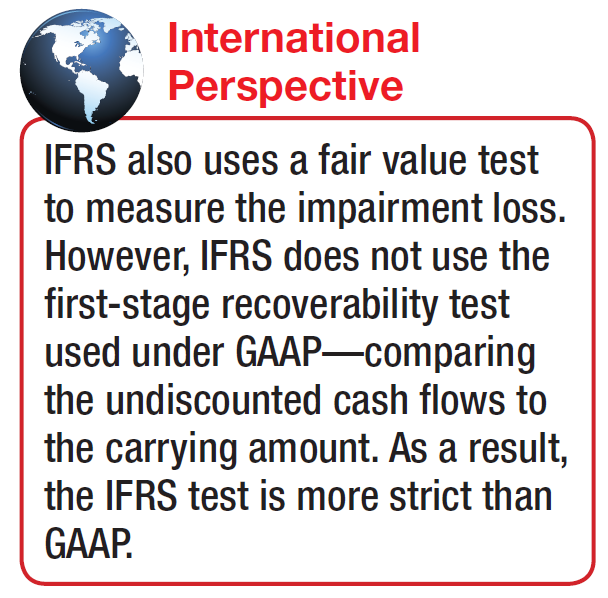 International
Perspective
IFRS also uses a fair value test
to measure the impairment loss.
However, IFRS does not use the
first-stage recoverability test
used under GAAP—comparing
the undiscounted cash flows to
the carrying amount. As a result,
the IFRS test is more strict than
GAAP.